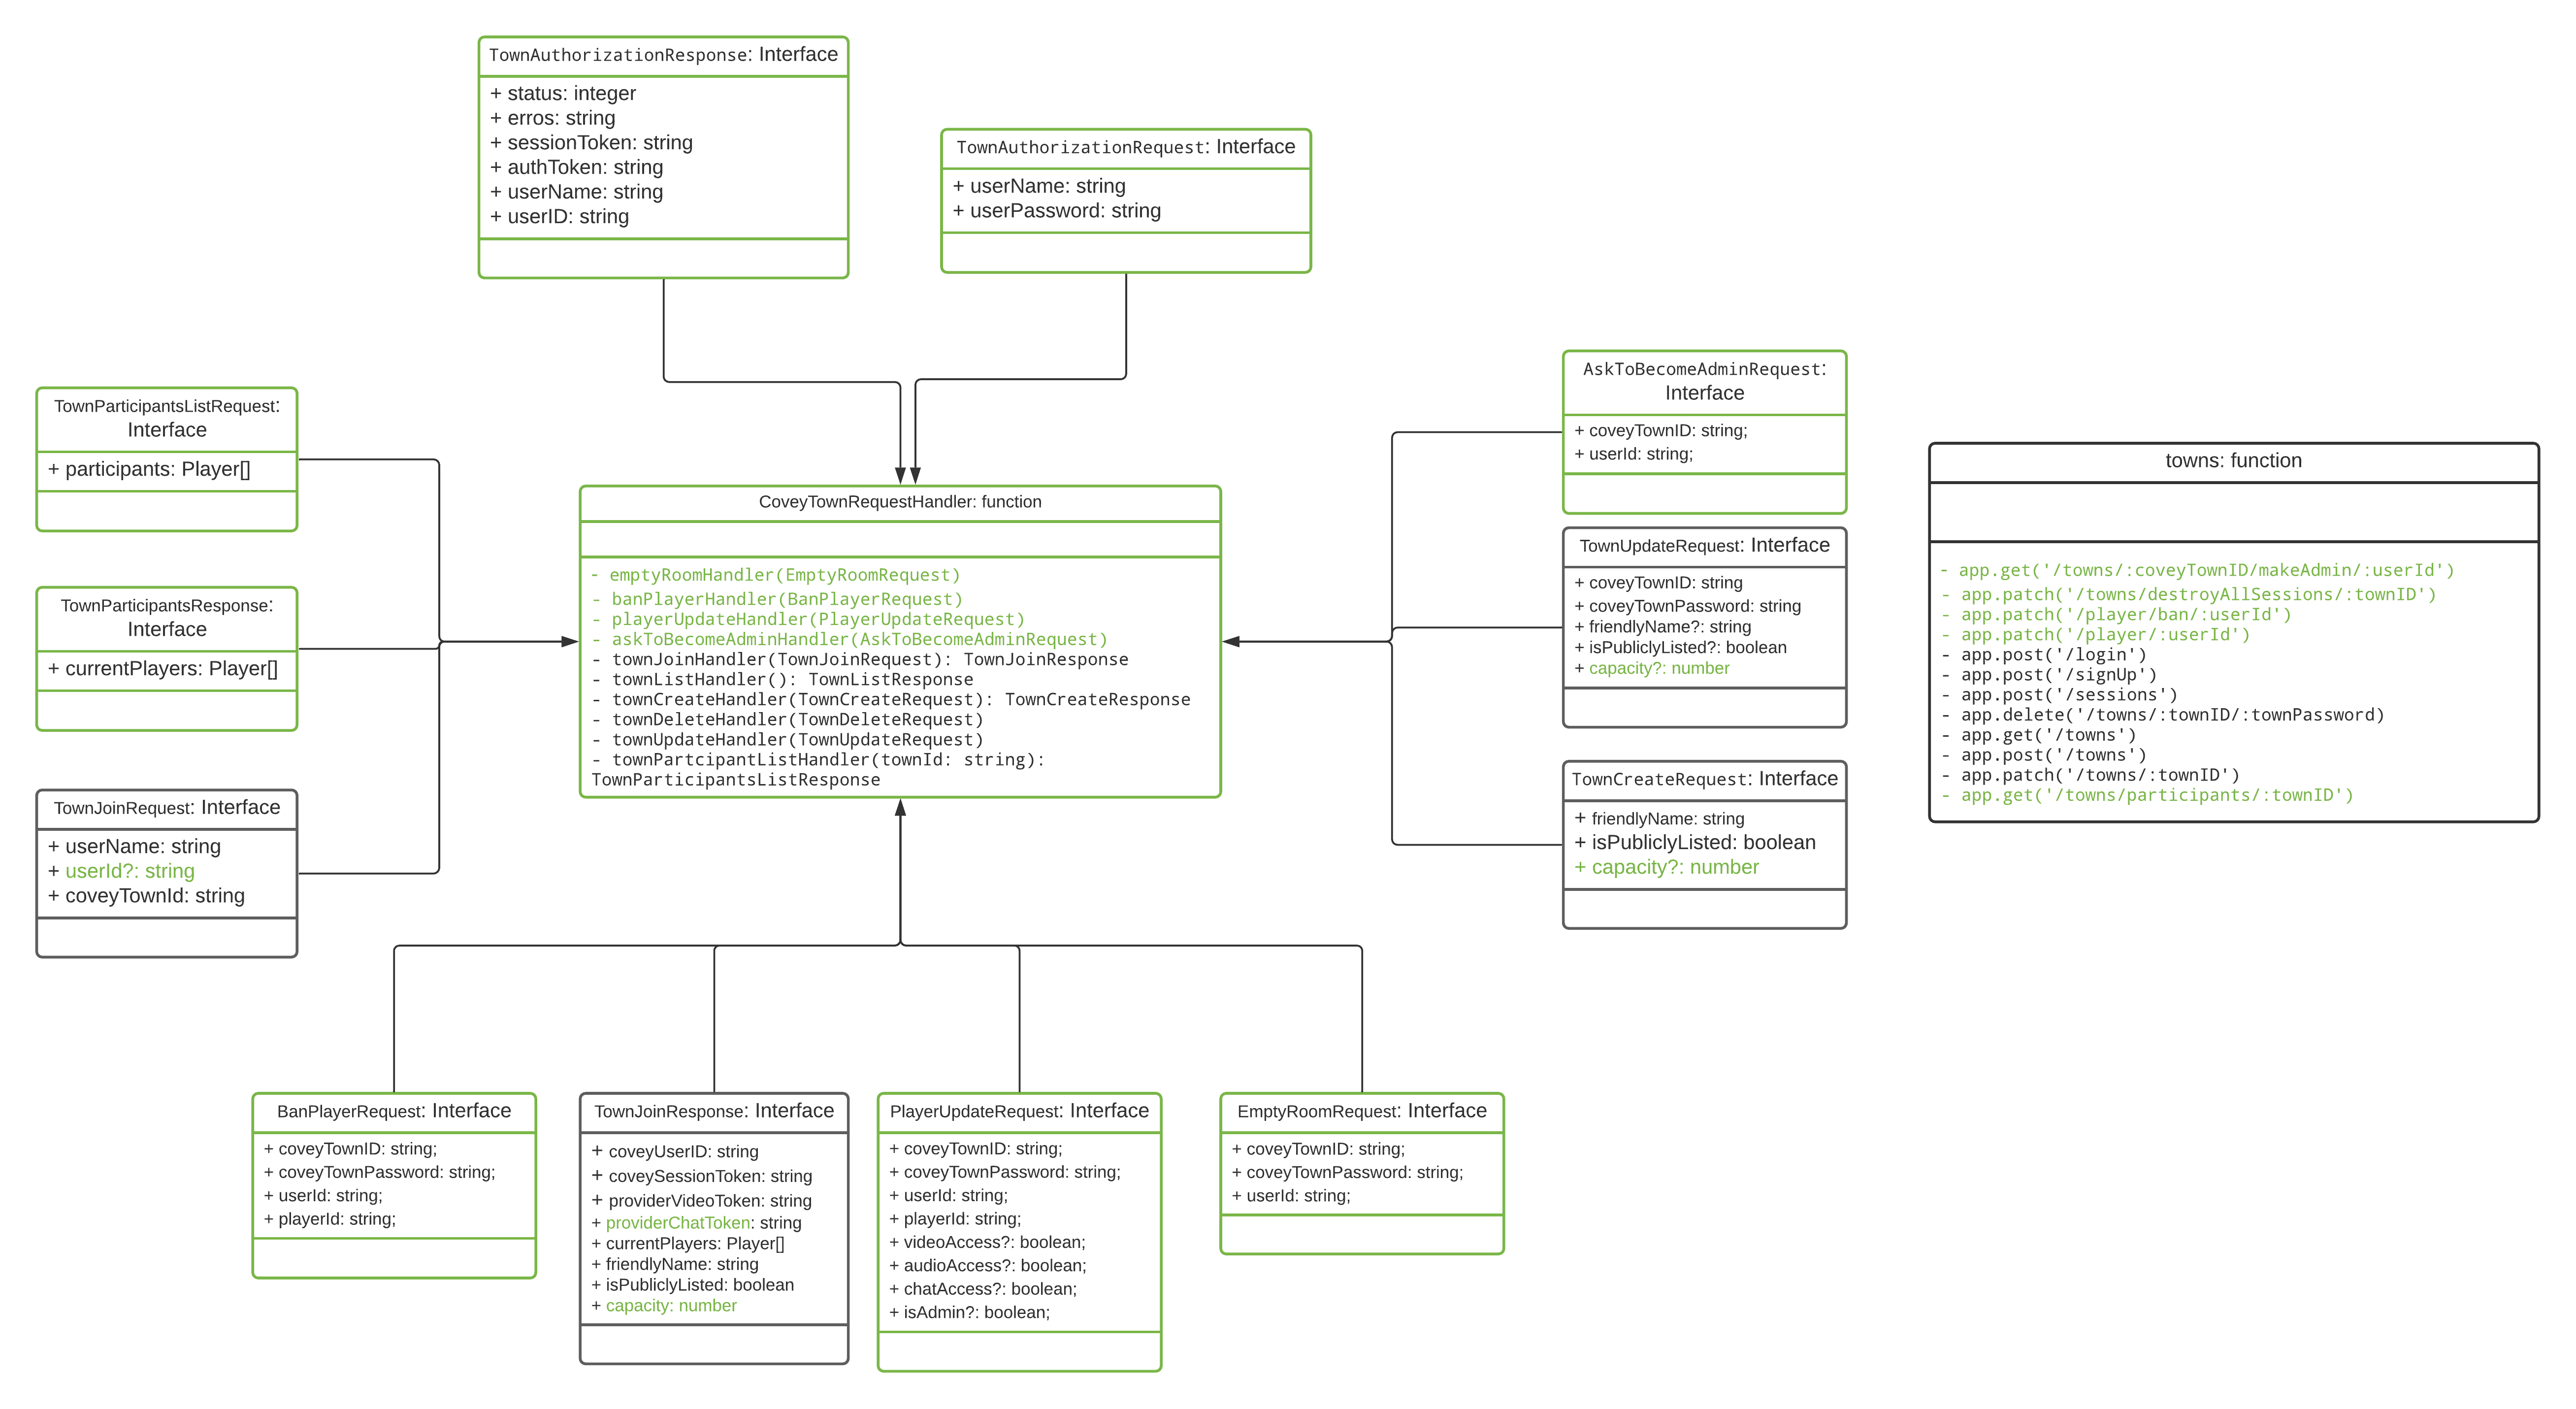 TownAuthorizationResponse: Interface
+ status: integer
+ erros: string
+ sessionToken: string
+ authToken: string
+ userName: string
+ userID: string
TownAuthorizationRequest: Interface
+ userName: string
+ userPassword: string
TownParticipantsListRequest:
Interface
+ participants: Player[]
TownParticipantsResponse:
Interface
+ currentPlayers: Player[]
TownJoinRequest: Interface
+ userName: string
+ userId?: string
+ coveyTownId: string
CoveyTownRequestHandler: function
- emptyRoomHandler(EmptyRoomRequest)
- banPlayerHandler(BanPlayerRequest)
- playerUpdateHandler(PlayerUpdateRequest)
- askToBecomeAdminHandler(AskToBecomeAdminRequest)
- townJoinHandler(TownJoinRequest): TownJoinResponse
- townListHandler(): TownListResponse
- townCreateHandler(TownCreateRequest): TownCreateResponse
- townDeleteHandler(TownDeleteRequest)
- townUpdateHandler(TownUpdateRequest)
- townPartcipantListHandler(townId: string):
TownParticipantsListResponse
AskToBecomeAdminRequest:
Interface
+ coveyTownID: string;
+ userId: string;
TownUpdateRequest: Interface
+ coveyTownID: string
+ coveyTownPassword: string
+ friendlyName?: string
+ isPubliclyListed?: boolean
+ capacity?: number
TownCreateRequest: Interface
+ friendlyName: string
+ isPubliclyListed: boolean
+ capacity?: number
towns: function
- app.get('/towns/:coveyTownID/makeAdmin/:userId')
- app.patch('/towns/destroyAllSessions/:townID')
- app.patch('/player/ban/:userId')
- app.patch('/player/:userId')
- app.post('/login')
- app.post('/signUp')
- app.post('/sessions')
- app.delete('/towns/:townID/:townPassword)
- app.get('/towns')
- app.post('/towns')
- app.patch('/towns/:townID')
- app.get('/towns/participants/:townID')
BanPlayerRequest: Interface
+ coveyTownID: string;
+ coveyTownPassword: string;
+ userId: string;
+ playerId: string;
TownJoinResponse: Interface
+ coveyUserID: string
+ coveySessionToken: string
+ providerVideoToken: string
+ providerChatToken: string
+ currentPlayers: Player[]
+ friendlyName: string
+ isPubliclyListed: boolean
+ capacity: number
PlayerUpdateRequest: Interface
+ coveyTownID: string;
+ coveyTownPassword: string;
+ userId: string;
+ playerId: string;
+ videoAccess?: boolean;
+ audioAccess?: boolean;
+ chatAccess?: boolean;
+ isAdmin?: boolean;
EmptyRoomRequest: Interface
+ coveyTownID: string;
+ coveyTownPassword: string;
+ userId: string;